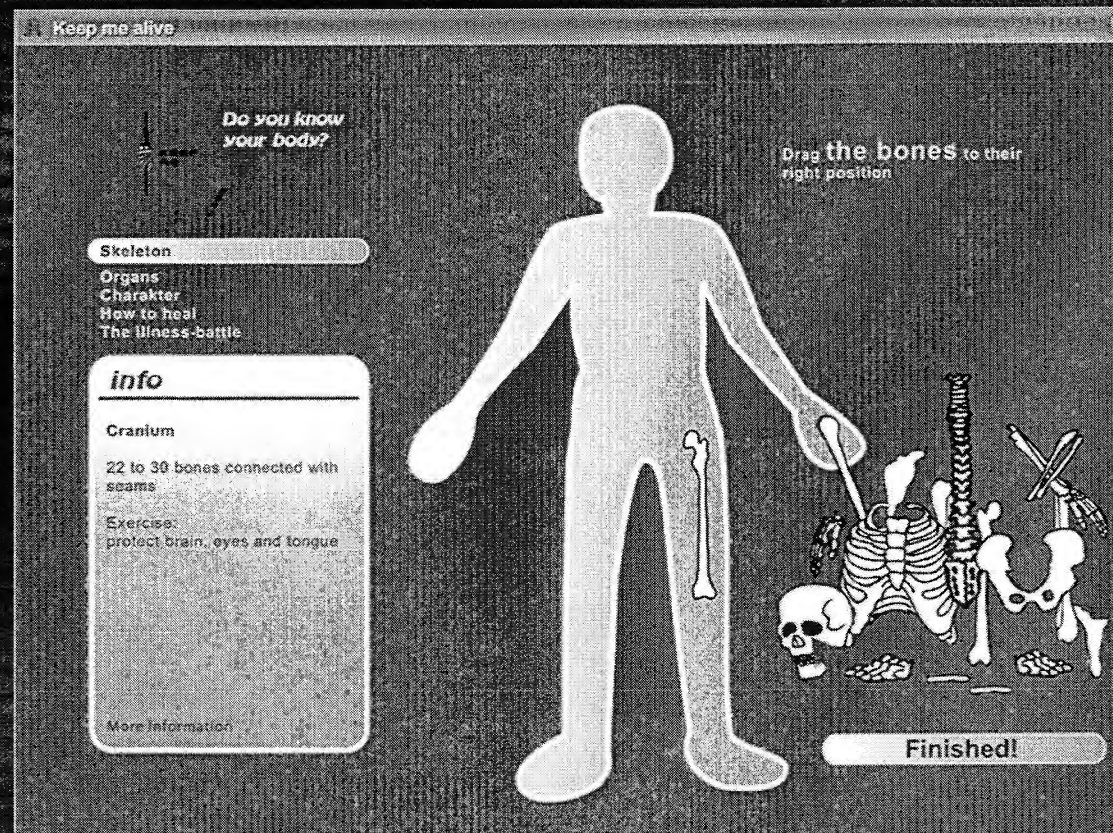 Keep me alive
Do you know
your body?
Drag the bones to their
right position
Skeleton
Organs
Charakter
How to heal
The illness-battle
info
Cranium
22 to 30 bones connected with
seams
Exercise:
protect brain, eyes and tongue
More information
Finished!